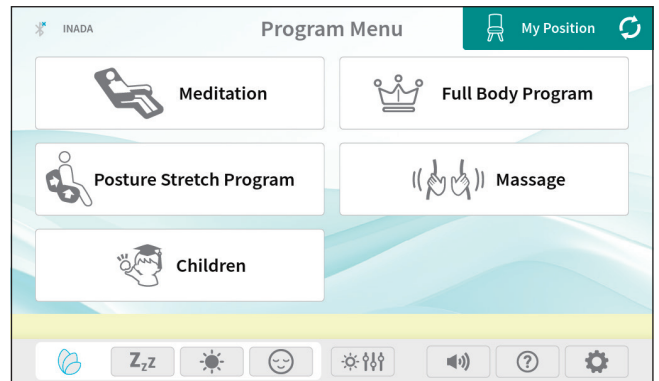 INADA
Program Menu
My Position
Meditation
Full Body Program
Posture Stretch Program
Massage
Children
ZzZ
?